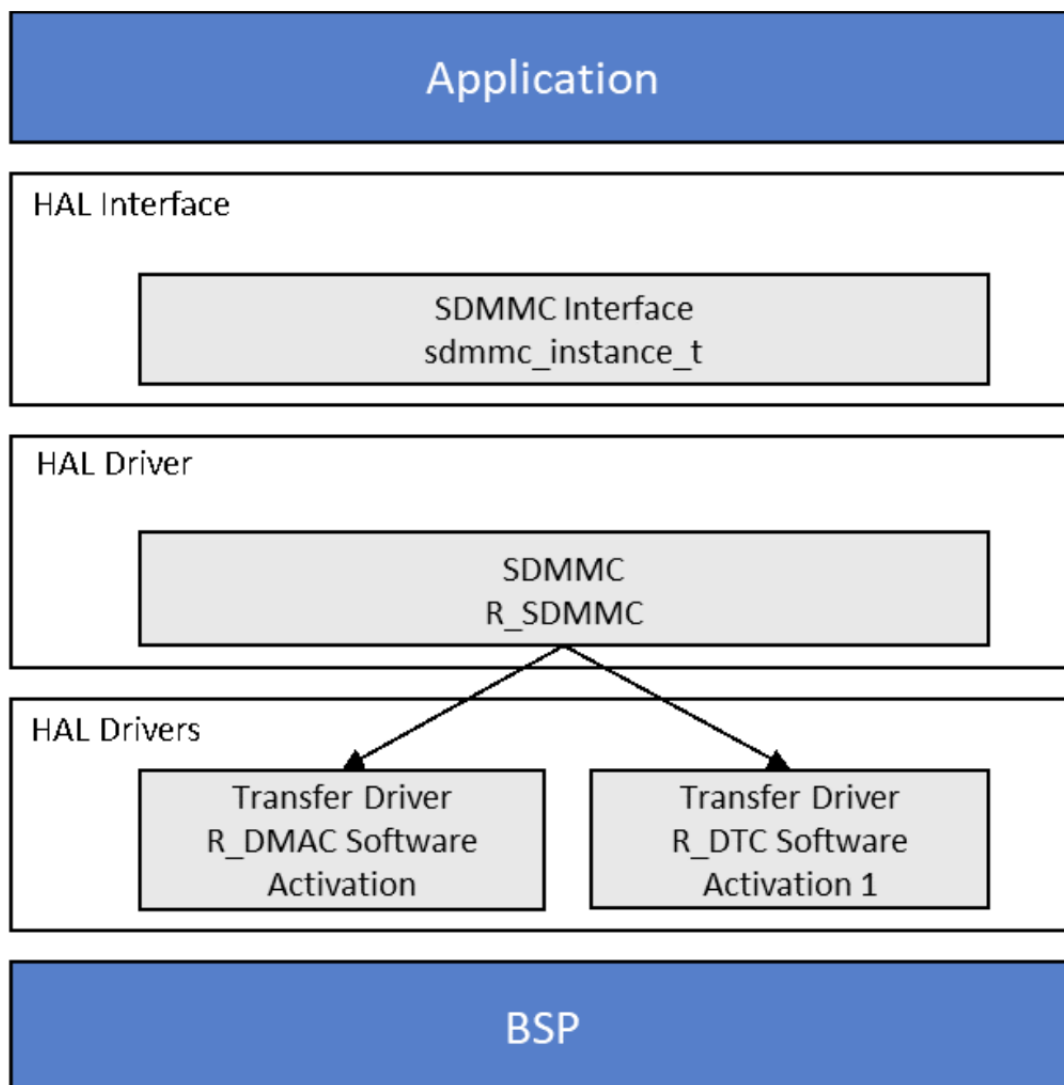 Application
HAL Interface
SDMMC Interface
sdmmc_instance_t
HAL Driver
SDMMC
R_SDMMC
HAL Drivers
Transfer Driver
R_DMAC Software
Activation
Transfer Driver
R_DTC Software
Activation 1
BSP